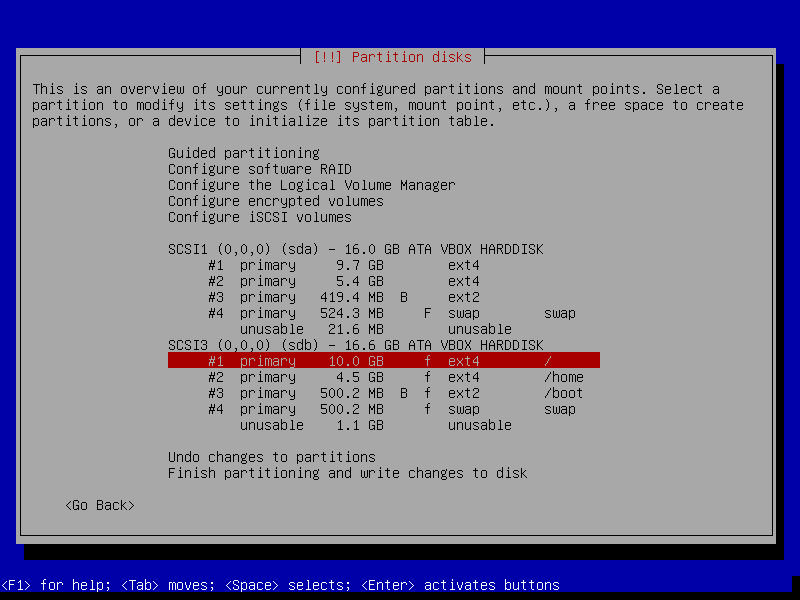 [!!] Partition disks
This is an overview of your currently configured partitions and mount points. Select a
partition to modify its settings (file system, mount point, etc.), a free space to create
partitions, or a device to initialize its partition table.
Guided partitioning
Configure software RAID
Configure the Logical Volume Manager
Configure encrypted volumes
Configure iSCSI volumes
SCSI1 (0,0,0) (sda) - 16.0 GB ATA VBOX HARDDISK
#1 primary 9.7 GB ext4
#2 primary 5.4 GB ext4
#3 primary 419.4 MB B ext2
#4 primary 524.3 MB F swap swap
unusable 21.6 MB unusable
SCSI3 (0,0,0) (sdb) - 16.6 GB ATA VBOX HARDDISK
#1 primary 10.0 GB f ext4 /
#2 primary 4.5 GB f ext4 /home
#3 primary 500.2 MB B f ext2 /boot
#4 primary 500.2 MB f swap swap
unusable 1.1 GB unusable
Undo changes to partitions
Finish partitioning and write changes to disk
<Go Back>
<F1> for help; <Tab> moves; <Space> selects; <Enter> activates buttons